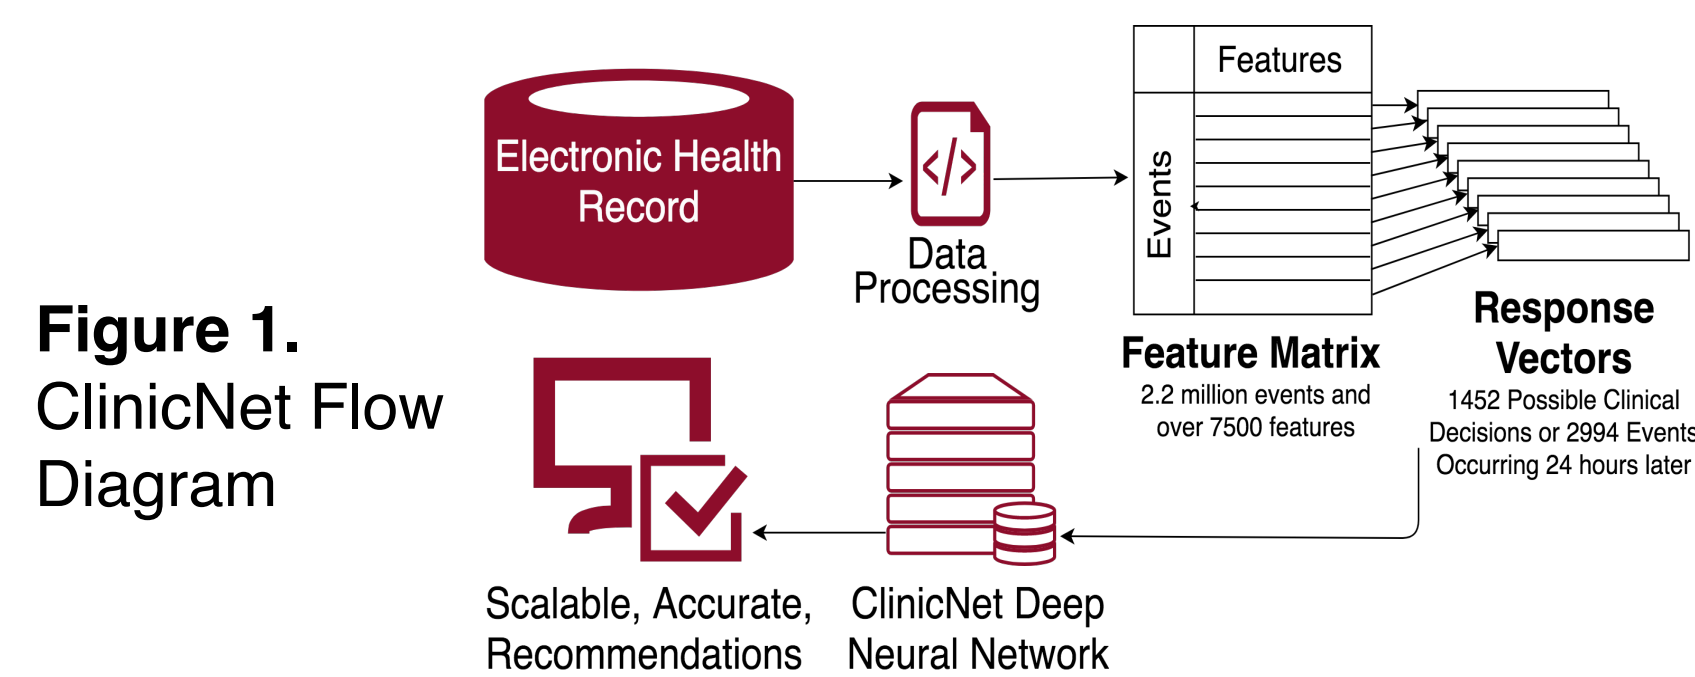 Figure 1.
ClinicNet Flow
Diagram
Electronic Health
Record
</>
Data
Processing
Features
Events
Feature Matrix
2.2 million events and
over 7500 features
Response
Vectors
1452 Possible Clinical
Decisions or 2994 Events
Occurring 24 hours later
ClinicNet Deep
Neural Network
Scalable, Accurate,
Recommendations